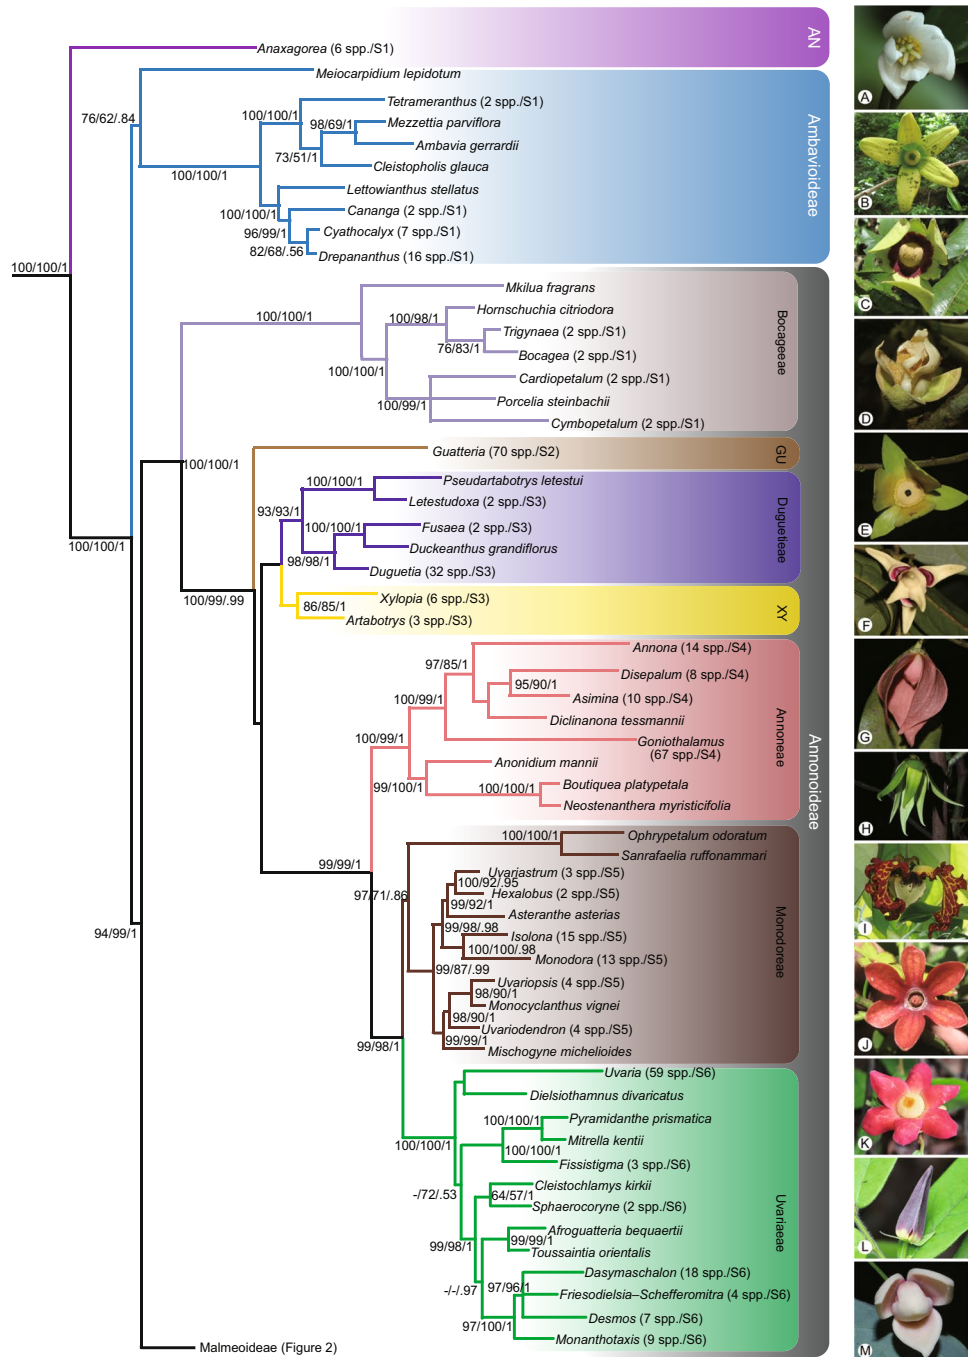 AN
Anaxagorea (6 spp./S1)
A
Meiocarpidium lepidotum
76/62/.84
Tetrameranthus (2 spp./S1)
100/100/1
98/69/1
Mezzettia parviflora
Ambavia gerrardii
73/51/1
Cleistopholis glauca
100/100/1
Ambavioideae
B
Lettowianthus stellatus
100/100/1
Cananga (2 spp./S1)
96/99/1
Cyathocalyx (7 spp./S1)
82/68/.56
Drepananthus (16 spp./S1)
100/100/1
C
Mkilua fragrans
100/100/1
Hornschuchia citriodora
100/98/1
Trigynaea (2 spp./S1)
76/83/1
Bocagea (2 spp./S1)
100/100/1
Cardiopetalum (2 spp./S1)
Porcelia steinbachii
100/99/1
Cymbopetalum (2 spp./S1)
Bocageeae
D
Guatteria (70 spp./S2)
GU
100/100/1
Pseudartabotrys letestui
100/100/1
Letestudoxa (2 spp./S3)
93/93/1
Fusaea (2 spp./S3)
100/100/1
Duckeanthus grandiflorus
98/98/1
Duguetia (32 spp./S3)
Duguetieae
E
100/100/1
100/99/.99
Xylopia (6 spp./S3)
86/85/1
Artabotrys (3 spp./S3)
XY
F
Annona (14 spp./S4)
97/85/1
Disepalum (8 spp./S4)
95/90/1
Asimina (10 spp./S4)
100/99/1
Diclinanona tessmannii
100/99/1
Goniothalamus
(67 spp./S4)
Anonidium mannii
99/100/1
100/100/1
Boutiquea platypetala
Neostenanthera myristicifolia
Annoneae
Annonoideae
G
H
100/100/1
Ophrypetalum odoratum
Sanrafaelia ruffonammari
99/99/1
Uvariastrum (3 spp./S5)
100/92/.95
97/71/.86
Hexalobus (2 spp./S5)
99/92/1
Asteranthe asterias
99/98/.98
Isolona (15 spp./S5)
100/100/.98
Monodora (13 spp./S5)
99/87/.99
Uvariopsis (4 spp./S5)
98/90/1
Monocyclanthus vignei
98/90/1
Uvariodendron (4 spp./S5)
99/99/1
Mischogyne michelioides
Monodoreae
94/99/1
99/98/1
I
J
Uvaria (59 spp./S6)
Dielsiothamnus divaricatus
Pyramidanthe prismatica
100/100/1
Mitrella kentii
100/100/1
100/100/1
Fissistigma (3 spp./S6)
Cleistochlamys kirkii
-/72/.53
64/57/1
Sphaerocoryne (2 spp./S6)
Afroguatteria bequaertii
99/98/1
99/99/1
Toussaintia orientalis
Dasymaschalon (18 spp./S6)
-/-/.97
97/96/1
Friesodielsia–Schefferomitra (4 spp./S6)
Desmos (7 spp./S6)
97/100/1
Monanthotaxis (9 spp./S6)
Uvarieae
K
L
M
Malmeoideae (Figure 2)